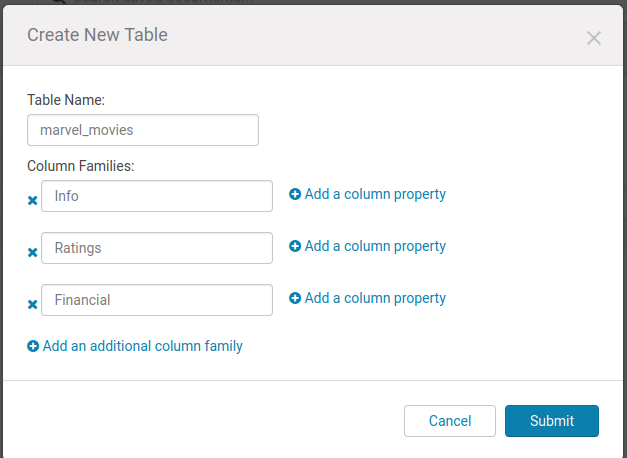 Create New Table
Table Name:
marvel_movies
Column Families:
Info
Add a column property
Ratings
Add a column property
Financial
Add a column property
Add an additional column family
Cancel Submit